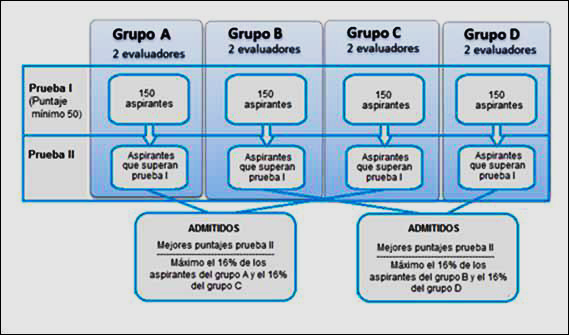 Grupo A
2 evaluadores
Grupo B
2 evaluadores
Grupo C
2 evaluadores
Grupo D
2 evaluadores
Prueba I
(Puntaje
mínimo 50)
150
aspirantes
150
aspirantes
150
aspirantes
150
aspirantes
Prueba II
Aspirantes
que superan
prueba I
Aspirantes
que superan
prueba I
Aspirantes
que superan
prueba I
Aspirantes
que superan
prueba I
ADMITIDOS
Mejores puntajes prueba II
Máximo el 16% de los
aspirantes del grupo A y el 16%
del grupo C
ADMITIDOS
Mejores puntajes prueba II
Máximo el 16% de los
aspirantes del grupo B y el 16%
del grupo D